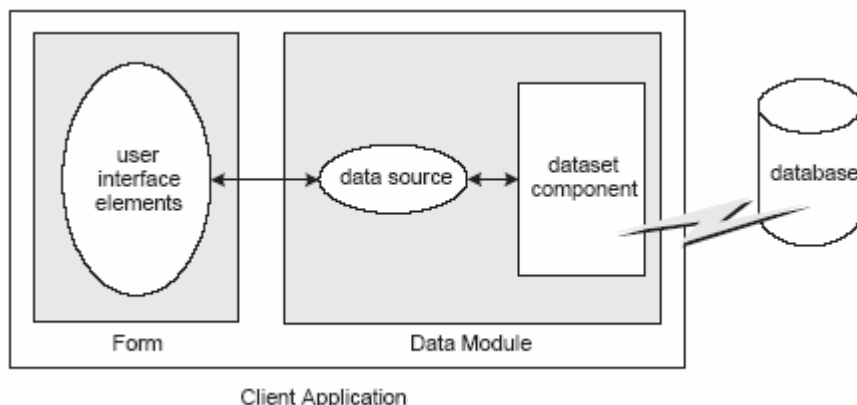 user
interface
elements
data source
dataset
component
database
Form
Data Module
Client Application